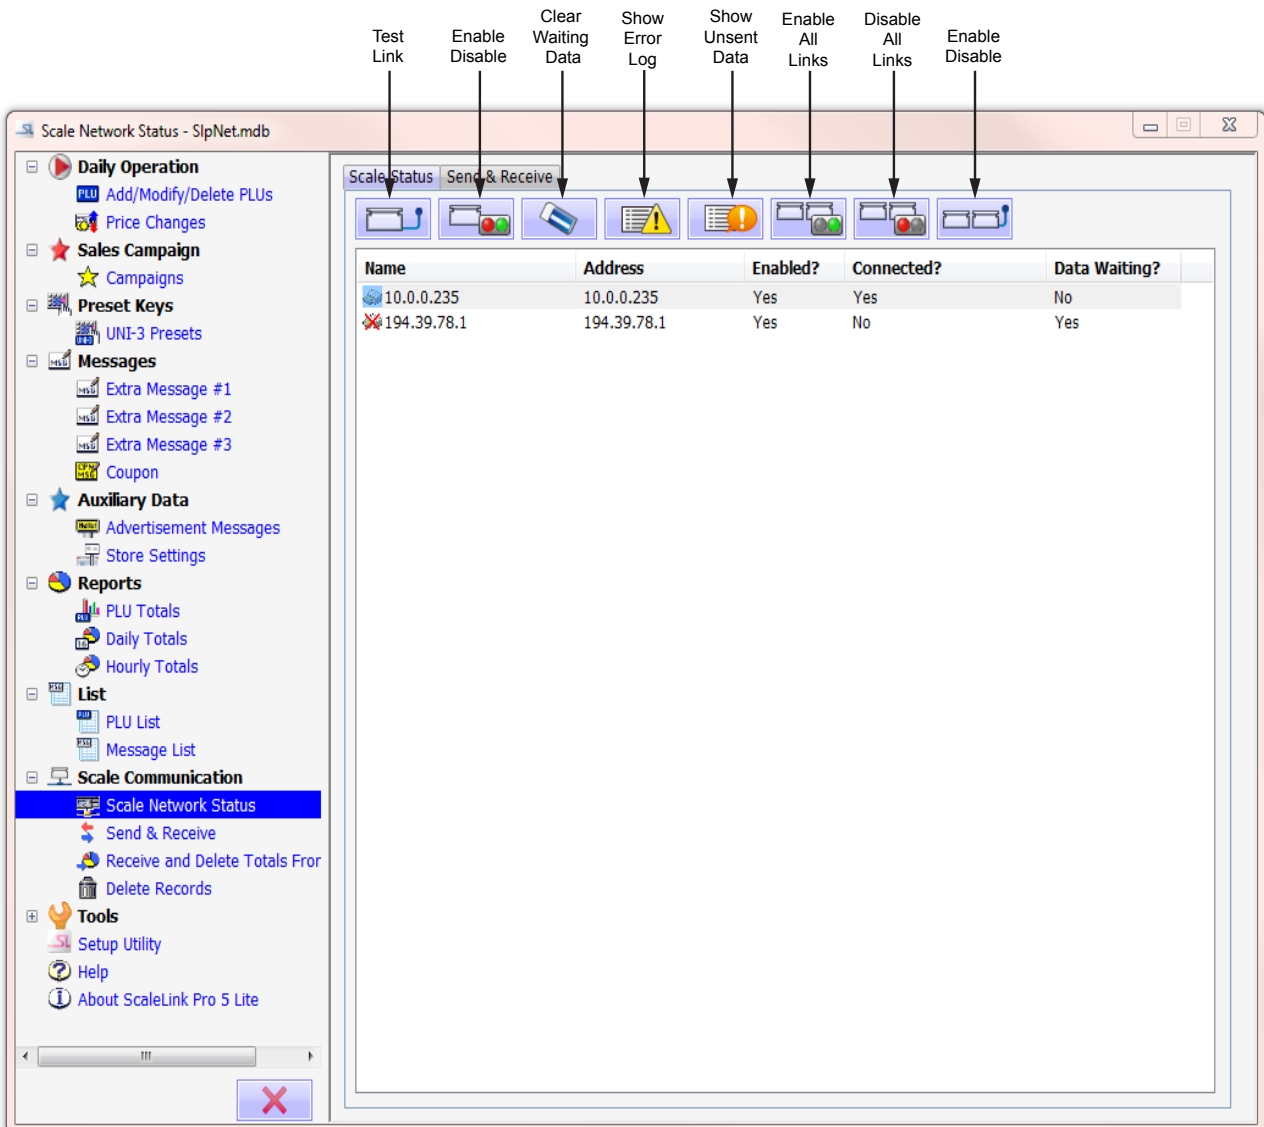 Test Link
Enable Disable
Clear Waiting Data
Show Error Log
Show Unsent Data
Enable All Links
Disable All Links
Enable Disable
Scale Network Status - SlpNet.mdb
Daily Operation
PLU Add/Modify/Delete PLUs
Price Changes
Sales Campaign
Campaigns
Preset Keys
UNI-3 Presets
Messages
Extra Message #1
Extra Message #2
Extra Message #3
Coupon
Auxiliary Data
Advertisement Messages
Store Settings
Reports
PLU Totals
Daily Totals
Hourly Totals
List
PLU List
Message List
Scale Communication
Scale Network Status
Send & Receive
Receive and Delete Totals Fror
Delete Records
Tools
Setup Utility
Help
About ScaleLink Pro 5 Lite
Scale Status Send & Receive
Name Address Enabled? Connected? Data Waiting?
10.0.0.235 10.0.0.235 Yes Yes No
194.39.78.1 194.39.78.1 Yes No Yes